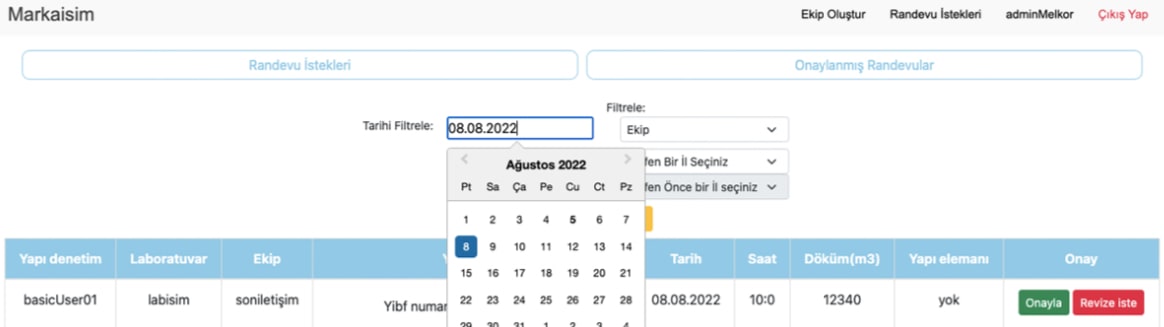 Markaisim
Ekip Oluştur Randevu İstekleri adminMelkor Çıkış Yap
Randevu İstekleri Onaylanmış Randevular
Filtrele:
Tarihi Filtrele: 08.08.2022 Ekip
Ağustos 2022 fen Bir İl Seçiniz
Pt Sa Ça Pe Cu Ct Pz fen Önce bir İl seçiniz
1 2 3 4 5 6 7
8 9 10 11 12 13 14
Yapı denetim Laboratuvar Ekip Tarih Saat Döküm(m3) Yapı elemanı Onay
15 16 17 18 19 20 21
basicUser01 labisim soniletişim Yibf numar 22 23 24 25 26 27 28 08.08.2022 10:0 12340 yok Onayla Revize iste
29 30 31 1 2 3 4